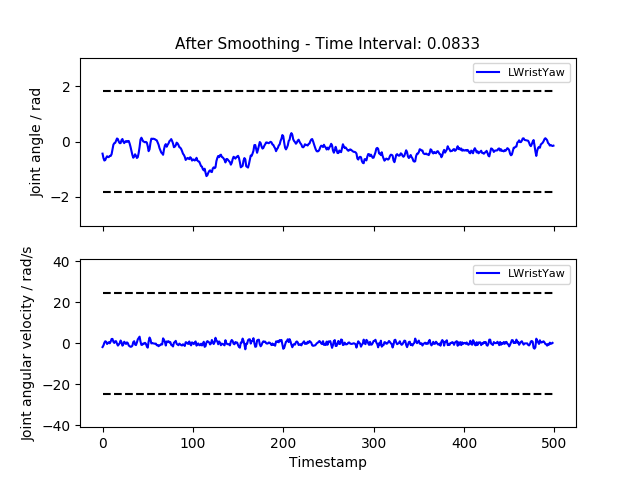 After Smoothing - Time Interval: 0.0833
LWristYaw
Joint angle / rad
2
0
−2
LWristYaw
Joint angular velocity / rad/s
40
20
0
−20
−40
0 100 200 300 400 500
Timestamp